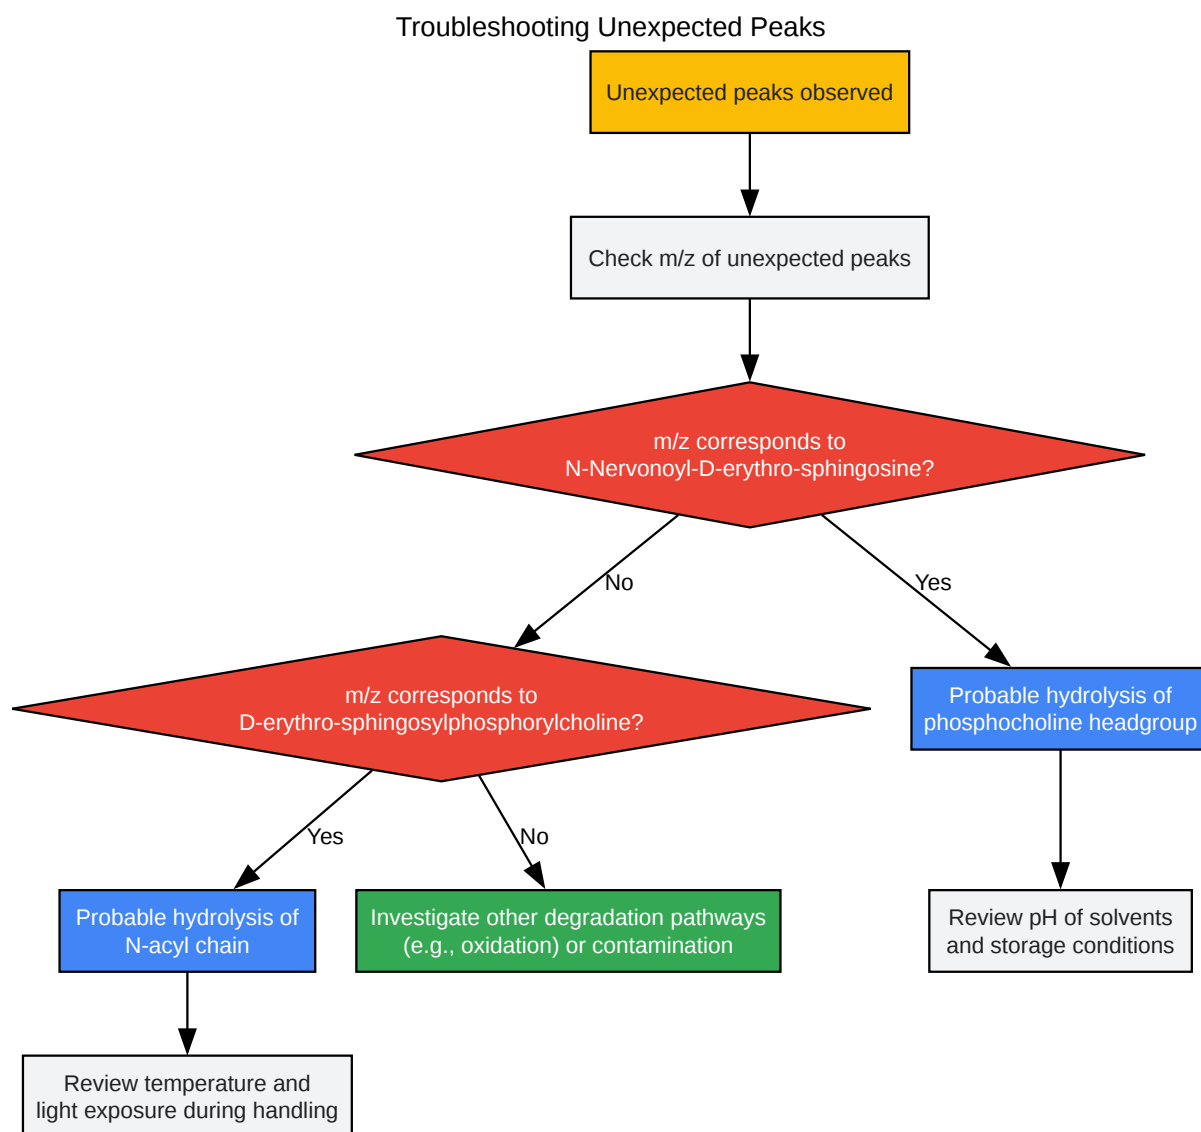 Troubleshooting Unexpected Peaks
Unexpected peaks observed
Check m/z of unexpected peaks
m/z corresponds to
N-Nervonoyl-D-erythro-sphingosine?
No
Yes
m/z corresponds to
D-erythro-sphingosylphosphorylcholine?
Probable hydrolysis of
phosphocholine headgroup
Yes
No
Probable hydrolysis of
N-acyl chain
Investigate other degradation pathways
(e.g., oxidation) or contamination
Review pH of solvents
and storage conditions
Review temperature and
light exposure during handling